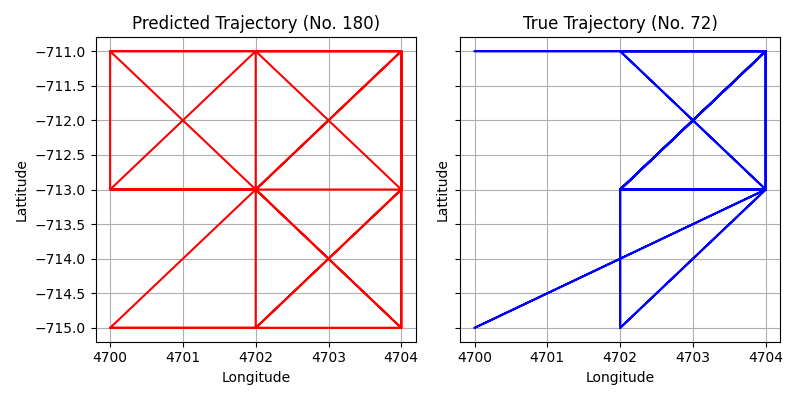 Predicted Trajectory (No. 180)
True Trajectory (No. 72)
−711.0
−711.5
−712.0
−712.5
−713.0
−713.5
−714.0
−714.5
−715.0
Lattitude
Lattitude
4700 4701 4702 4703 4704
4700 4701 4702 4703 4704
Longitude
Longitude